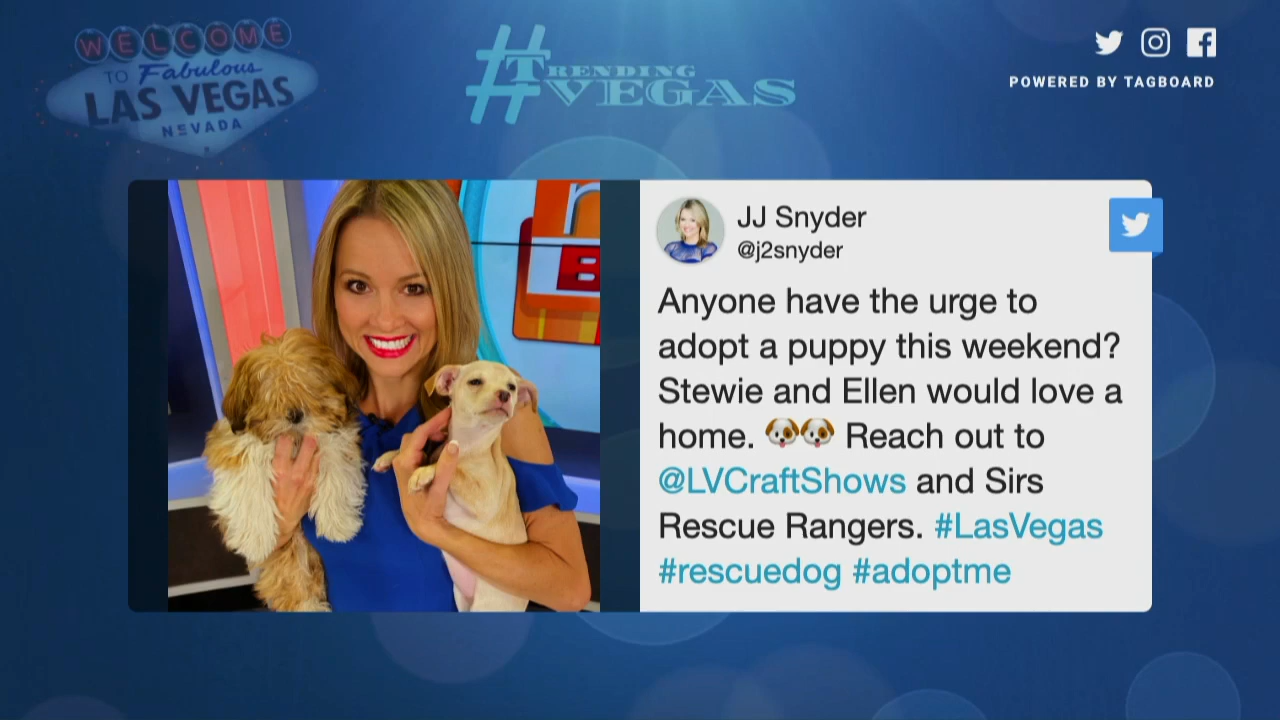 WELCOME
TO Fabulous
LAS VEGAS
NEVADA
#TRENDING
VEGAS
POWERED BY TAGBOARD
JJ Snyder
@j2snyder
Anyone have the urge to
adopt a puppy this weekend?
Stewie and Ellen would love a
home. 🐶🐶 Reach out to
@LVCraftShows and Sirs
Rescue Rangers. #LasVegas
#rescuedog #adoptme